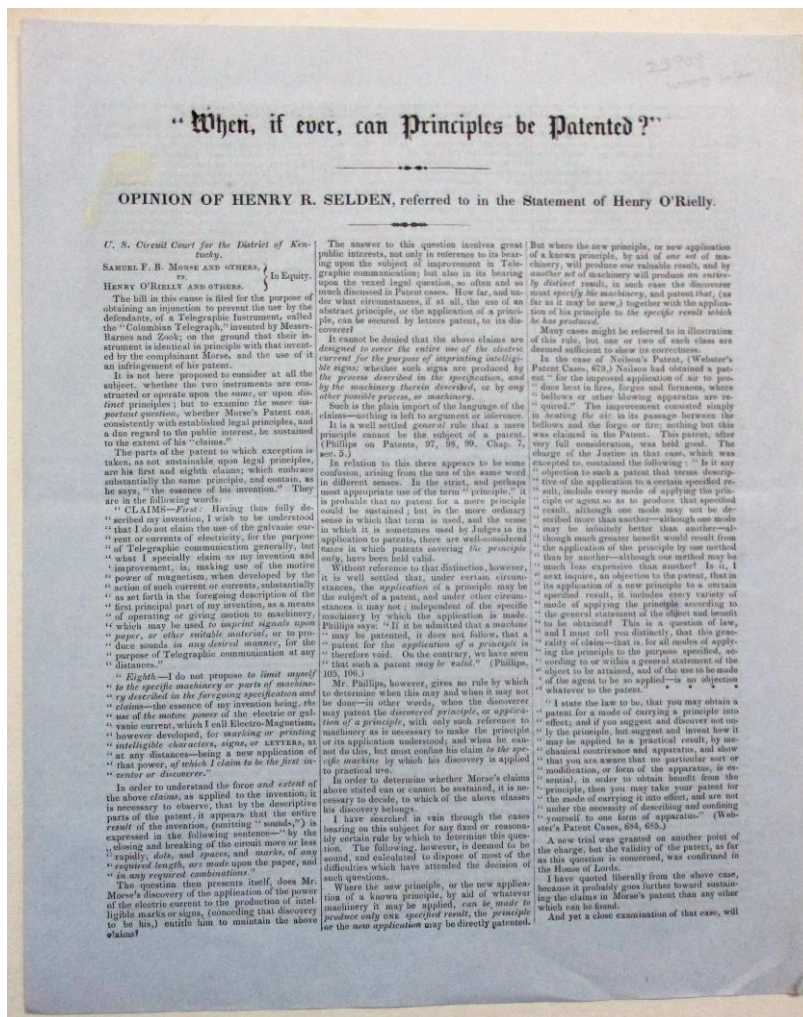 "When, if ever, can Principles be Patented?"
OPINION OF HENRY R. SELDEN, referred to in the Statement of Henry O'Rielly.
U. S. Circuit Court for the District of Ken-
tucky.
SAMUEL F. B. MORSE AND OTHERS,
vs.
HENRY O'RIELLY AND OTHERS.
In Equity.
The bill in this cause is filed for the purpose of
obtaining an injunction to prevent the use by the
defendants, of a Telegraphic Instrument, called
the "Columbian Telegraph," invented by Messrs.
Barnes and Zook; on the ground that their in-
strument is identical in principle with that invent-
ed by the complainant Morse, and the use of it
an infringement of his patent.
It is not here proposed to consider at all the
subject, whether the two instruments are con-
structed or operate upon the same, or upon dis-
tinct principles; but to examine the more im-
portant question, whether Morse's Patent can,
consistently with established legal principles, and
a due regard to the public interest, be sustained
to the extent of his "claims."
The parts of the patent to which exception is
taken, as not sustainable upon legal principles,
are his first and eighth claims; which embrace
substantially the same principle, and contain, as
he says, "the essence of his invention." They
are in these words:
"CLAIMS—First: Having thus fully de-
"scribed my invention, I wish to be understood
"that I do not claim the use of the galvanic cur-
"rent or currents of electricity, for the purpose
"of Telegraphic communication generally, but
"what I specially claim as my invention and
"improvement, is, making use of the motive
"power of magnetism, when developed by the
"action of such current or currents, substantially
"as set forth in the foregoing description of the
"first principal part of my invention, as a means
"of operating or giving motion to machinery,
"which may be used to imprint signals upon
"paper, or other suitable material, or to pro-
"duce sounds in any desired manner, for the
"purpose of Telegraphic communication at any
"distances."
"Eighth—I do not propose to limit myself
"to the specific machinery or parts of machine-
"ry described in the foregoing specification and
"claims—the essence of my invention being, the
"use of the motive power of the electric or gal-
"vanic current, which I call Electro-Magnetism,
"however developed, for marking or printing
"intelligible characters, signs, or LETTERS, at
"at any distances—being a new application of
"that power, of which I claim to be the first in-
"ventor or discoverer."
In order to understand the force and extent of
the above claims, as applied to the invention, it
is necessary to observe, that by the descriptive
parts of the patent, it appears that the entire
result of the invention, (omitting "sounds,") is
expressed in the following sentence—"by the
"closing and breaking of the circuit more or less
"rapidly, dots, and spaces, and marks, of any
"required length, are made upon the paper, and
"in any required combinations."
The question then presents itself, does Mr.
Morse's discovery of the application of the power
of the electric current to the production of intel-
ligible marks or signs, (conceding that discovery
to be his,) entitle him to maintain the above
claims?
The answer to this question involves great
public interests, not only in reference to its bear-
ing upon the subject of improvement in Tele-
graphic communication; but also in its bearing
upon the vexed legal question, so often and so
much discussed in Patent cases. How far, and un-
der what circumstances, if at all, the use of an
abstract principle, or the application of a princi-
ple, can be secured by letters patent, to its dis-
coverer?
It cannot be denied that the above claims are
designed to cover the entire use of the electric
current for the purpose of imprinting intelligi-
ble signs; whether such signs are produced by
the process described in the specification, and
by the machinery therein described, or by any
other possible process, or machinery.
Such is the plain import of the language of the
claims—nothing is left to argument or inference.
It is a well settled general rule that a mere
principle cannot be the subject of a patent.
(Phillips on Patents, 97, 98, 99. Chap. 7,
sec. 5.)
In relation to this there appears to be some
confusion, arising from the use of the same word
in different senses. In the strict, and perhaps
most appropriate use of the term "principle," it
is probable that no patent for a mere principle
could be sustained; but in the more ordinary
sense in which that term is used, and the sense
in which it is sometimes used by Judges in its
application to patents, there are well-considered
cases in which patents covering the principle
only, have been held valid.
Without reference to that distinction, however,
it is well settled that, under certain circum-
stances, the application of a principle may be
the subject of a patent, and under other circum-
stances it may not; independent of the specific
machinery by which the application is made.
Phillips says: "If it be admitted that a machine
"may be patented, it does not follow, that a
"patent for the application of a principle is
"therefore void. On the contrary, we have seen
"that such a patent may be valid." (Phillips,
105, 106.)
Mr. Phillips, however, gives no rule by which
to determine when this may and when it may not
be done—in other words, when the discoverer
may patent the discovered principle, or applica-
tion of a principle, with only such reference to
machinery as is necessary to make the principle
or its application understood; and when he can-
not do this, but must confine his claim to the spe-
cific machine by which his discovery is applied
to practical use.
In order to determine whether Morse's claims
above stated can or cannot be sustained, it is ne-
cessary to decide, to which of the above classes
his discovery belongs.
I have searched in vain through the cases
bearing on this subject for any fixed or reasona-
bly certain rule by which to determine this ques-
tion. The following, however, is deemed to be
sound, and calculated to dispose of most of the
difficulties which have attended the decision of
such questions.
Where the new principle, or the new applica-
tion of a known principle, by aid of whatever
machinery it may be applied, can be made to
produce only ONE specified result, the principle
or the new application may be directly patented.
But where the new principle, or new application
of a known principle, by aid of one set of ma-
chinery, will produce one valuable result, and by
another set of machinery will produce an entire-
ly distinct result, in such case the discoverer
must specify his machinery, and patent that, (as
far as it may be new,) together with the applica-
tion of his principle to the specific result which
he has produced.
Many cases might be referred to in illustration
of this rule, but one or two of each class are
deemed sufficient to show its correctness.
In the case of Neilson's Patent, (Webster's
Patent Cases, 679,) Neilson had obtained a pat-
ent "for the improved application of air to pro-
"duce heat in fires, forges and furnaces, where
"bellows or other blowing apparatus are re-
"quired." The improvement consisted simply
in heating the air in its passage between the
bellows and the forge or fire; nothing but this
was claimed in the Patent. This patent, after
very full consideration, was held good. The
charge of the Justice in that case, which was
excepted to, sustained the following: "Is it any
"objection to such a patent that terms descrip-
"tive of the application to a certain specified re-
"sult, include every mode of applying the prin-
"ciple or agent so as to produce that specified
"result, although one mode may not be de-
"scribed more than another—although one mode
"may be infinitely better than another—al-
"though much greater benefit would result from
"the application of the principle by one method
"than by another—although one method may be
"much less expensive than another? Is it, I
"next inquire, an objection to the patent, that in
"its application of a new principle to a certain
"specified result, it includes every variety of
"mode of applying the principle according to
"the general statement of the object and benefit
"to be obtained? This is a question of law,
"and I must tell you distinctly, that this gene-
"rality of claim—that is for all modes of apply-
"ing the principle to the purpose specified, ac-
"cording to or within a general statement of the
"object to be attained, and of the use to be made
"of the agent to be so applied—is no objection
"whatever to the patent." * * * *
"I state the law to be, that you may obtain a
"patent for a mode of carrying a principle into
"effect; and if you suggest and discover not on-
"ly the principle, but suggest and invent how it
"may be applied to a practical result, by me-
"chanical contrivance and apparatus, and show
"that you are aware that no particular sort or
"modification, or form of the apparatus, is es-
"sential, in order to obtain benefit from the
"principle, then you may take your patent for
"the mode of carrying it into effect, and are not
"under the necessity of describing and confining
"yourself to one form of apparatus." (Web-
ster's Patent Cases, 684, 685.)
A new trial was granted on another point of
the charge, but the validity of the patent, as far
as this question is concerned, was confirmed in
the House of Lords.
I have quoted liberally from the above case,
because it probably goes further toward sustain-
ing the claims in Morse's patent than any other
which can be found.
And yet a close examination of that case, will